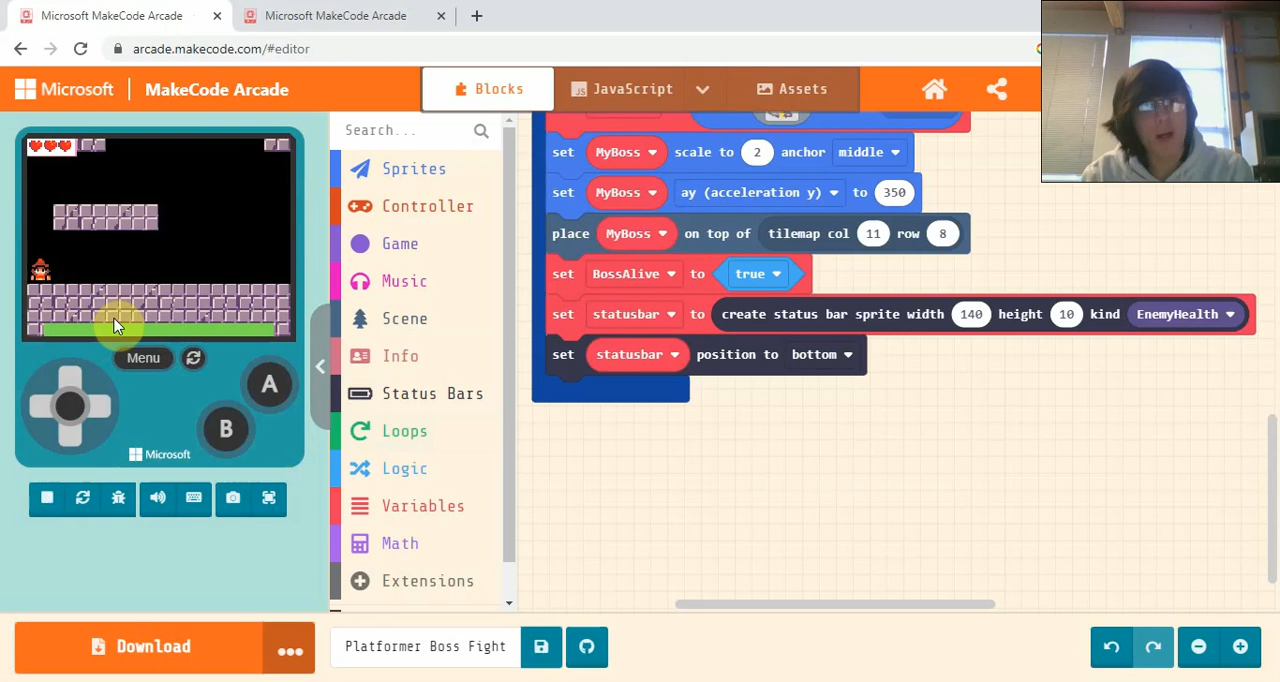 Microsoft MakeCode Arcade
Microsoft MakeCode Arcade
arcade.makecode.com/#editor
Microsoft
MakeCode Arcade
Blocks
JavaScript
Assets
Search...
Sprites
Controller
Game
Music
Scene
Info
Status Bars
Loops
Logic
Variables
Math
Extensions
set MyBoss scale to 2 anchor middle
set MyBoss ay (acceleration y) to 350
place MyBoss on top of tilemap col 11 row 8
set BossAlive to true
set statusbar to create status bar sprite width 140 height 10 kind EnemyHealth
set statusbar position to bottom
Menu
A
B
Microsoft
Download
Platformer Boss Fight